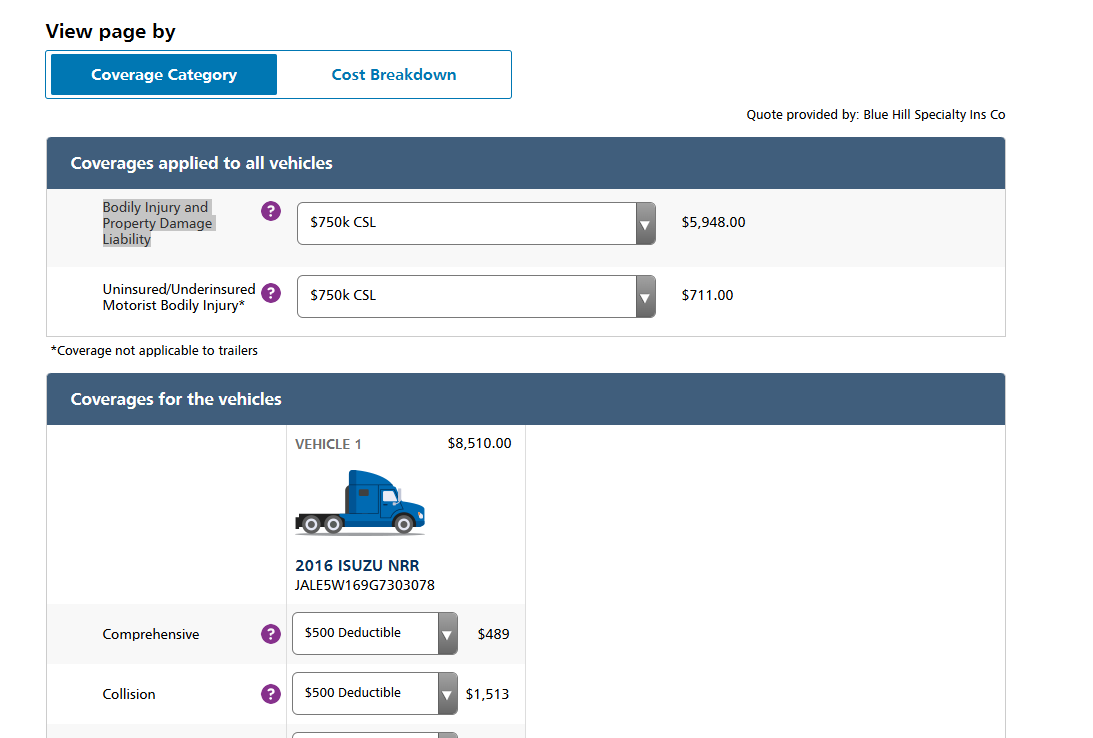 View page by
Coverage Category
Cost Breakdown
Quote provided by: Blue Hill Specialty Ins Co
Coverages applied to all vehicles
Bodily Injury and
Property Damage
Liability
?
$750k CSL
$5,948.00
Uninsured/Underinsured
Motorist Bodily Injury*
?
$750k CSL
$711.00
*Coverage not applicable to trailers
Coverages for the vehicles
VEHICLE 1
$8,510.00
2016 ISUZU NRR
JALE5W169G7303078
Comprehensive
?
$500 Deductible
$489
Collision
?
$500 Deductible
$1,513